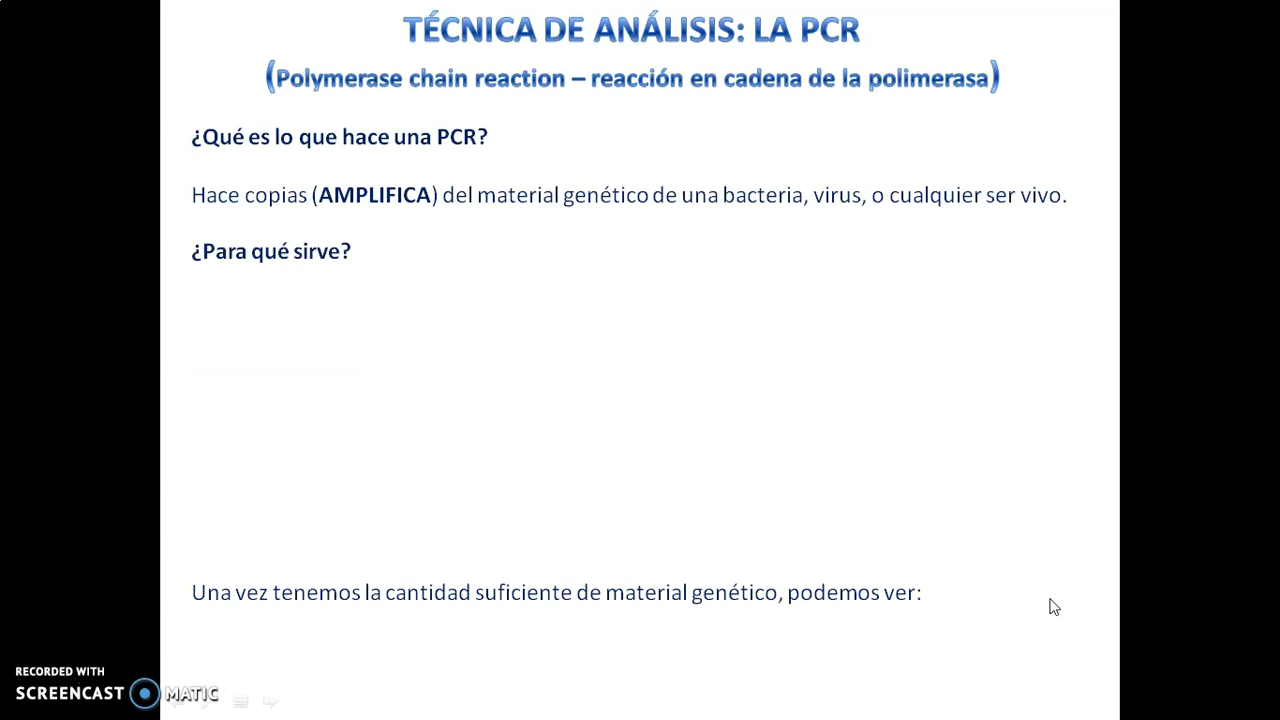 TÉCNICA DE ANÁLISIS: LA PCR
(Polymerase chain reaction – reacción en cadena de la polimerasa)
¿Qué es lo que hace una PCR?
Hace copias (AMPLIFICA) del material genético de una bacteria, virus, o cualquier ser vivo.
¿Para qué sirve?
Una vez tenemos la cantidad suficiente de material genético, podemos ver:
RECORDED WITH
SCREENCAST MATIC